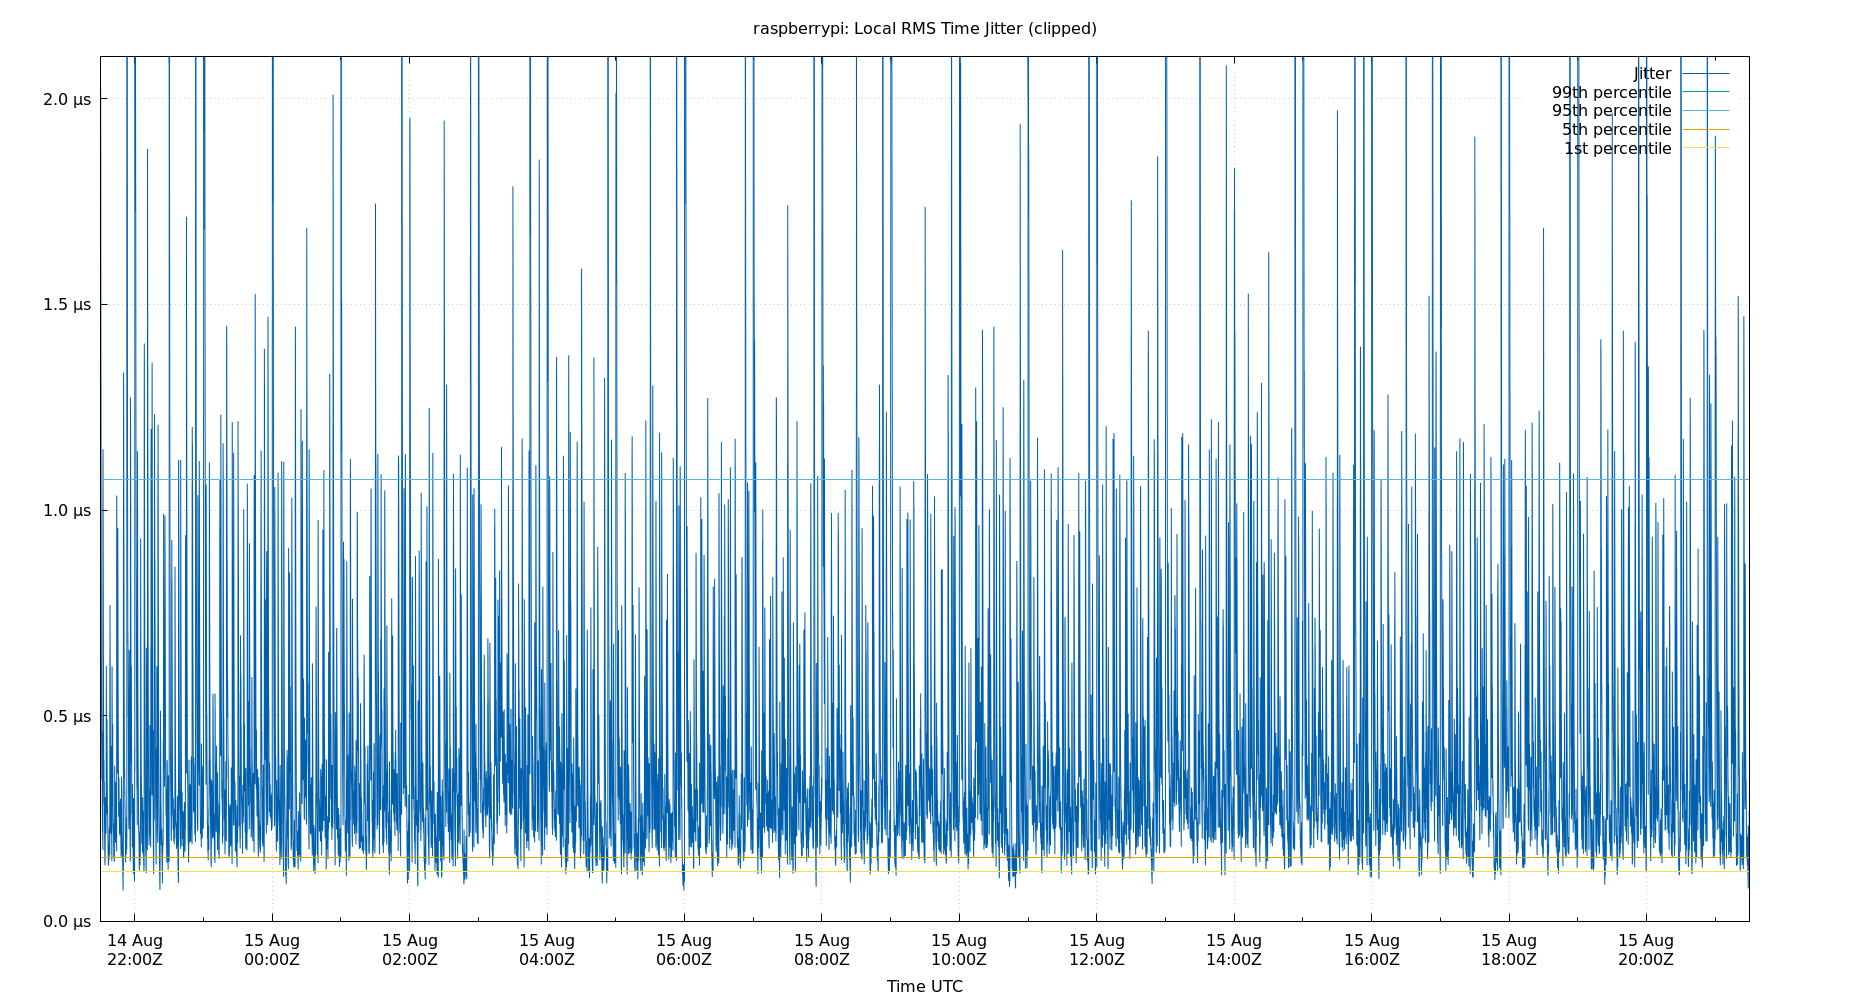 raspberrypi: Local RMS Time Jitter (clipped)
Jitter
99th percentile
95th percentile
5th percentile
1st percentile
2.0 µs
1.5 µs
1.0 µs
0.5 µs
0.0 µs
14 Aug 15 Aug 15 Aug 15 Aug 15 Aug 15 Aug 15 Aug 15 Aug 15 Aug 15 Aug 15 Aug 15 Aug
22:00Z 00:00Z 02:00Z 04:00Z 06:00Z 08:00Z 10:00Z 12:00Z 14:00Z 16:00Z 18:00Z 20:00Z
Time UTC